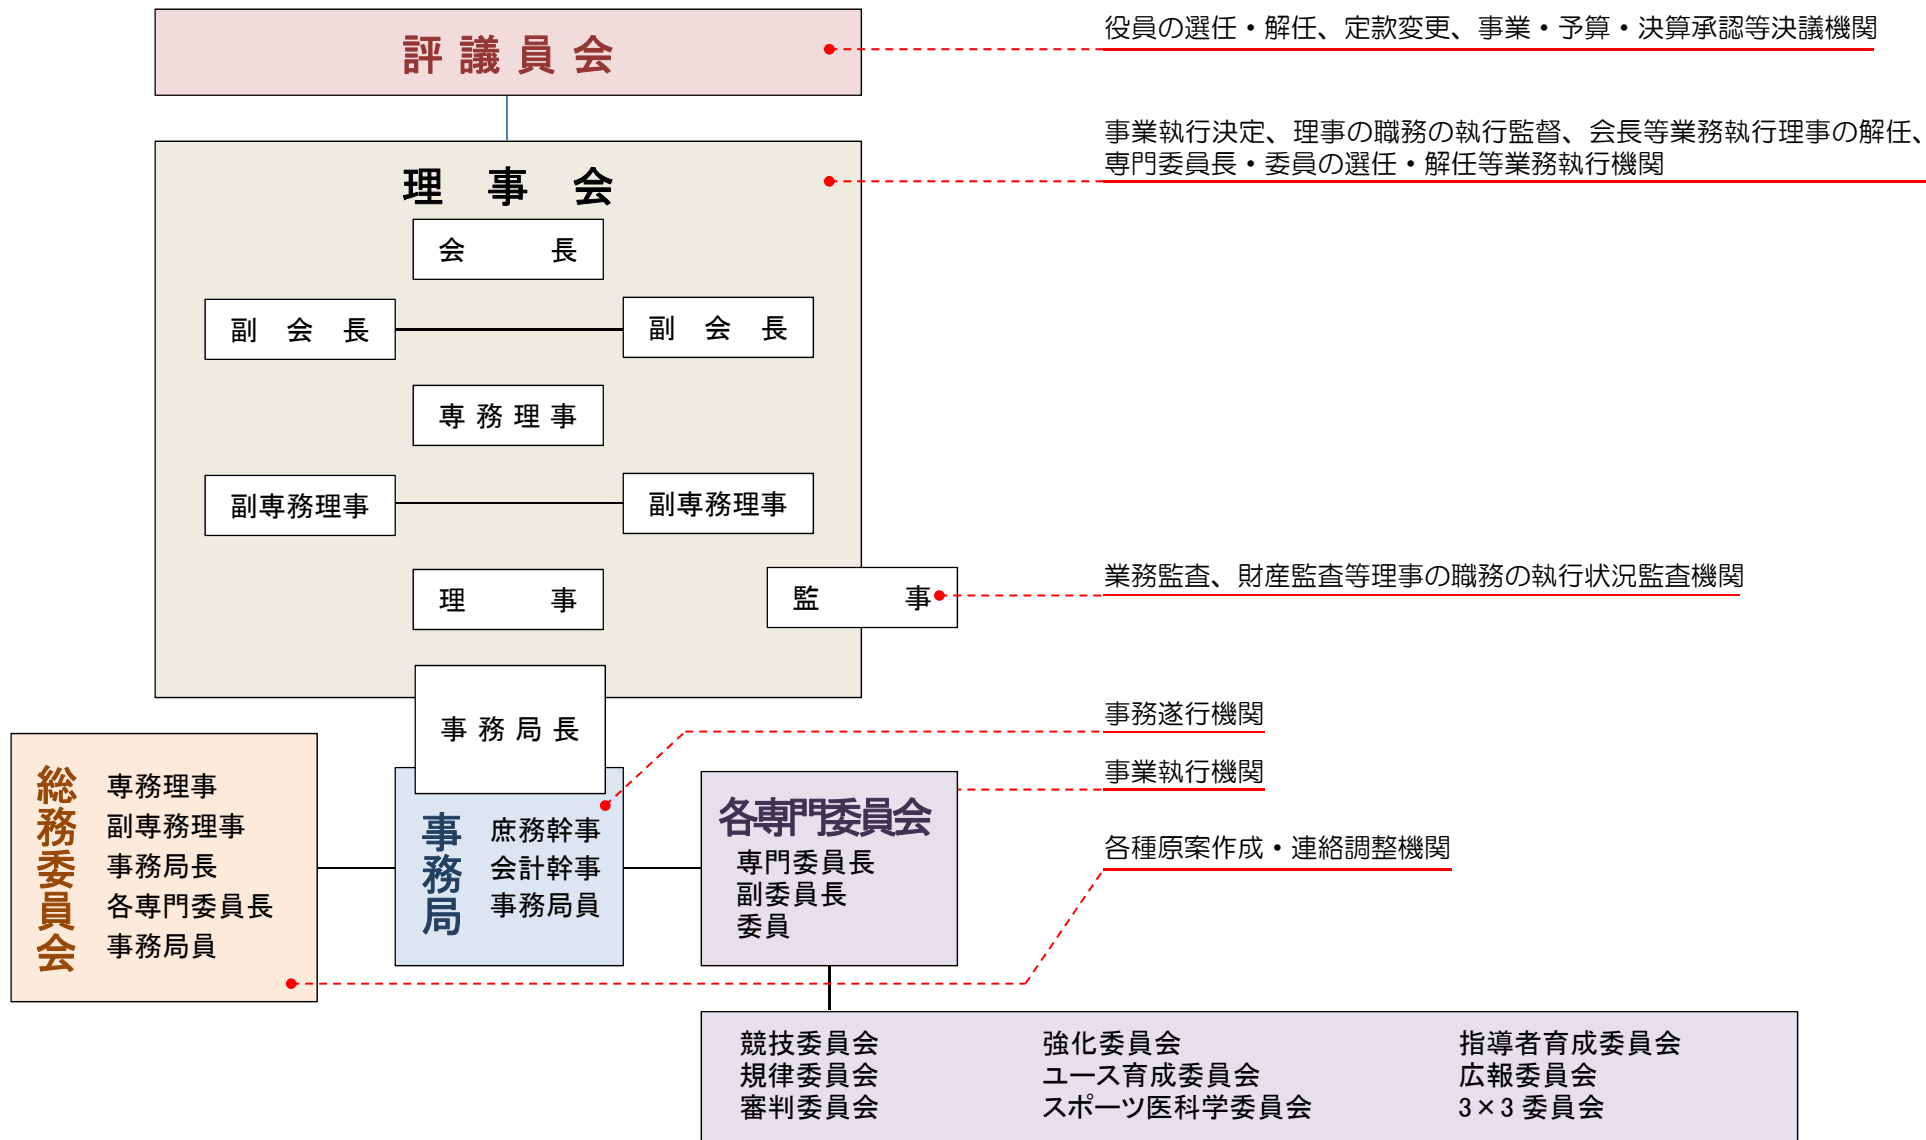 評議員会
役員の選任・解任、定款変更、事業・予算・決算承認等決議機関
事業執行決定、理事の職務の執行監督、会長等業務執行理事の解任、
専門委員長・委員の選任・解任等業務執行機関
理事会
会長
副会長
副会長
専務理事
副専務理事
副専務理事
理事
監事
業務監査、財産監査等理事の職務の執行状況監査機関
事務局長
事務遂行機関
事業執行機関
各種原案作成・連絡調整機関
総務委員会
専務理事
副専務理事
事務局長
各専門委員長
事務局員
事務局
庶務幹事
会計幹事
事務局員
各専門委員会
専門委員長
副委員長
委員
競技委員会
規律委員会
審判委員会
強化委員会
ユース育成委員会
スポーツ医科学委員会
指導者育成委員会
広報委員会
3×3 委員会